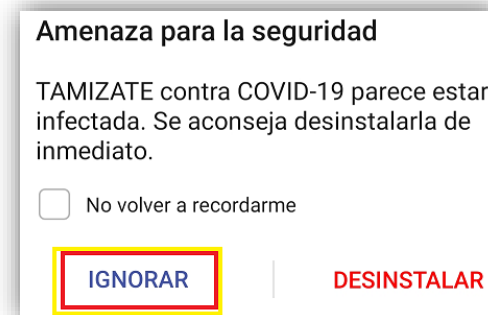 Amenaza para la seguridad
TAMIZATE contra COVID-19 parece estar
infectada. Se aconseja desinstalarla de
inmediato.
No volver a recordarme
IGNORAR
DESINSTALAR